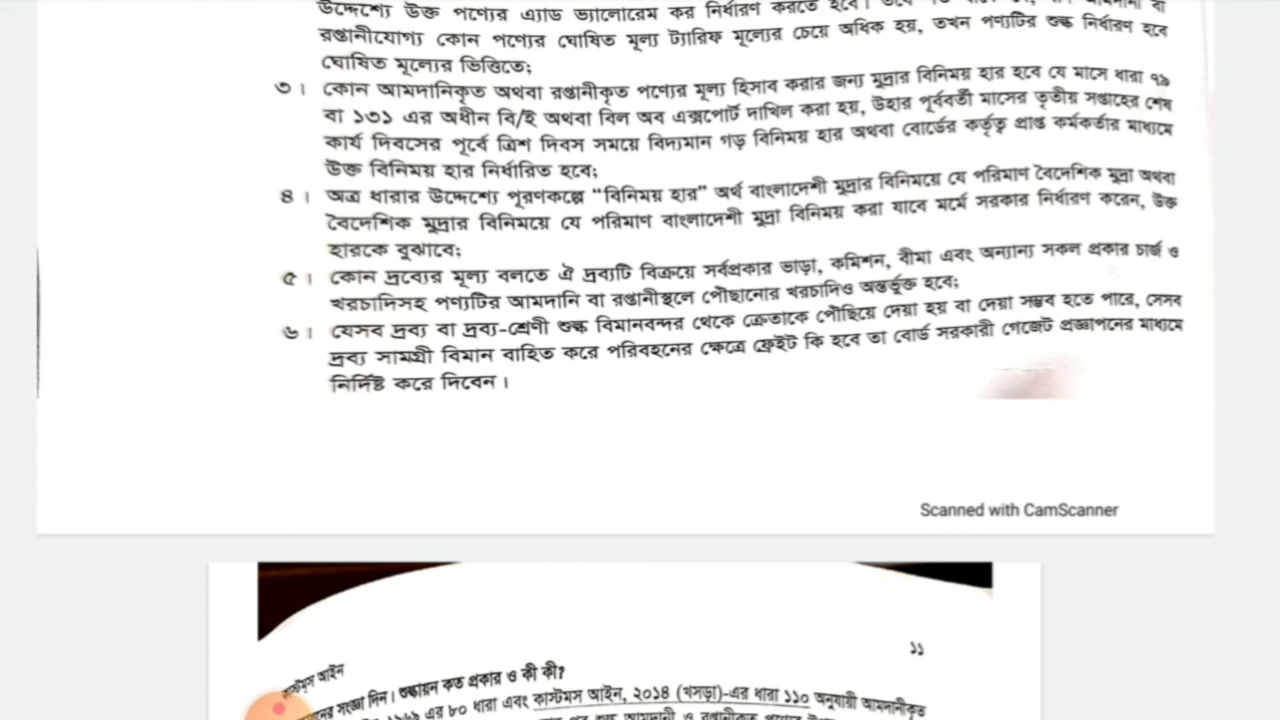 উদ্দেশ্যে উক্ত পণ্যের এ্যাড ভ্যালোরেম কর নির্ধারণ করতে হবে।
রপ্তানীযোগ্য কোন পণ্যের ঘোষিত মূল্য ট্যারিফ মূল্যের চেয়ে অধিক হয়, তখন পণ্যটির শুল্ক নির্ধারণ হবে
ঘোষিত মূল্যের ভিত্তিতে;
৩। কোন আমদানিকৃত অথবা রপ্তানীকৃত পণ্যের মূল্য হিসাব করার জন্য মুদ্রার বিনিময় হার হবে যে মাসে ধারা ৭৯
বা ১৩১ এর অধীন বি/ই অথবা বিল অব এক্সপোর্ট দাখিল করা হয়, উহার পূর্ববর্তী মাসের তৃতীয় সপ্তাহের শেষ
কার্য দিবসের পূর্বে ত্রিশ দিবস সময়ে বিদ্যমান গড় বিনিময় হার অথবা বোর্ডের কর্তৃত্ব প্রাপ্ত কর্মকর্তার মাধ্যমে
উক্ত বিনিময় হার নির্ধারিত হবে;
৪। অত্র ধারার উদ্দেশ্যে পূরণকল্পে “বিনিময় হার” অর্থ বাংলাদেশী মুদ্রার বিনিময়ে যে পরিমাণ বৈদেশিক মুদ্রা অথবা
বৈদেশিক মুদ্রার বিনিময়ে যে পরিমাণ বাংলাদেশী মুদ্রা বিনিময় করা যাবে মর্মে সরকার নির্ধারণ করেন, উক্ত
হারকে বুঝাবে;
৫। কোন দ্রব্যের মূল্য বলতে ঐ দ্রব্যটি বিক্রয়ে সর্বপ্রকার ভাড়া, কমিশন, বীমা এবং অন্যান্য সকল প্রকার চার্জ ও
খরচাদিসহ পণ্যটির আমদানি বা রপ্তানীস্থলে পৌছানোর খরচাদিও অন্তর্ভূক্ত হবে;
৬। যেসব দ্রব্য বা দ্রব্য-শ্রেণী শুল্ক বিমানবন্দর থেকে ক্রেতাকে পৌছিয়ে দেয়া হয় বা দেয়া সম্ভব হতে পারে, সেসব
দ্রব্য সামগ্রী বিমান বাহিত করে পরিবহনের ক্ষেত্রে ফ্রেইট কি হবে তা বোর্ড সরকারী গেজেট প্রজ্ঞাপনের মাধ্যমে
নির্দিষ্ট করে দিবেন।
Scanned with CamScanner
১১
কাস্টমস আইন
সংজ্ঞা দিন। শুল্কায়ন কত প্রকার ও কী কী?
এর ৮০ ধারা এবং কাস্টমস আইন, ২০১৪ (খসড়া)-এর ধারা ১১০ অনুযায়ী আমদানীকৃত